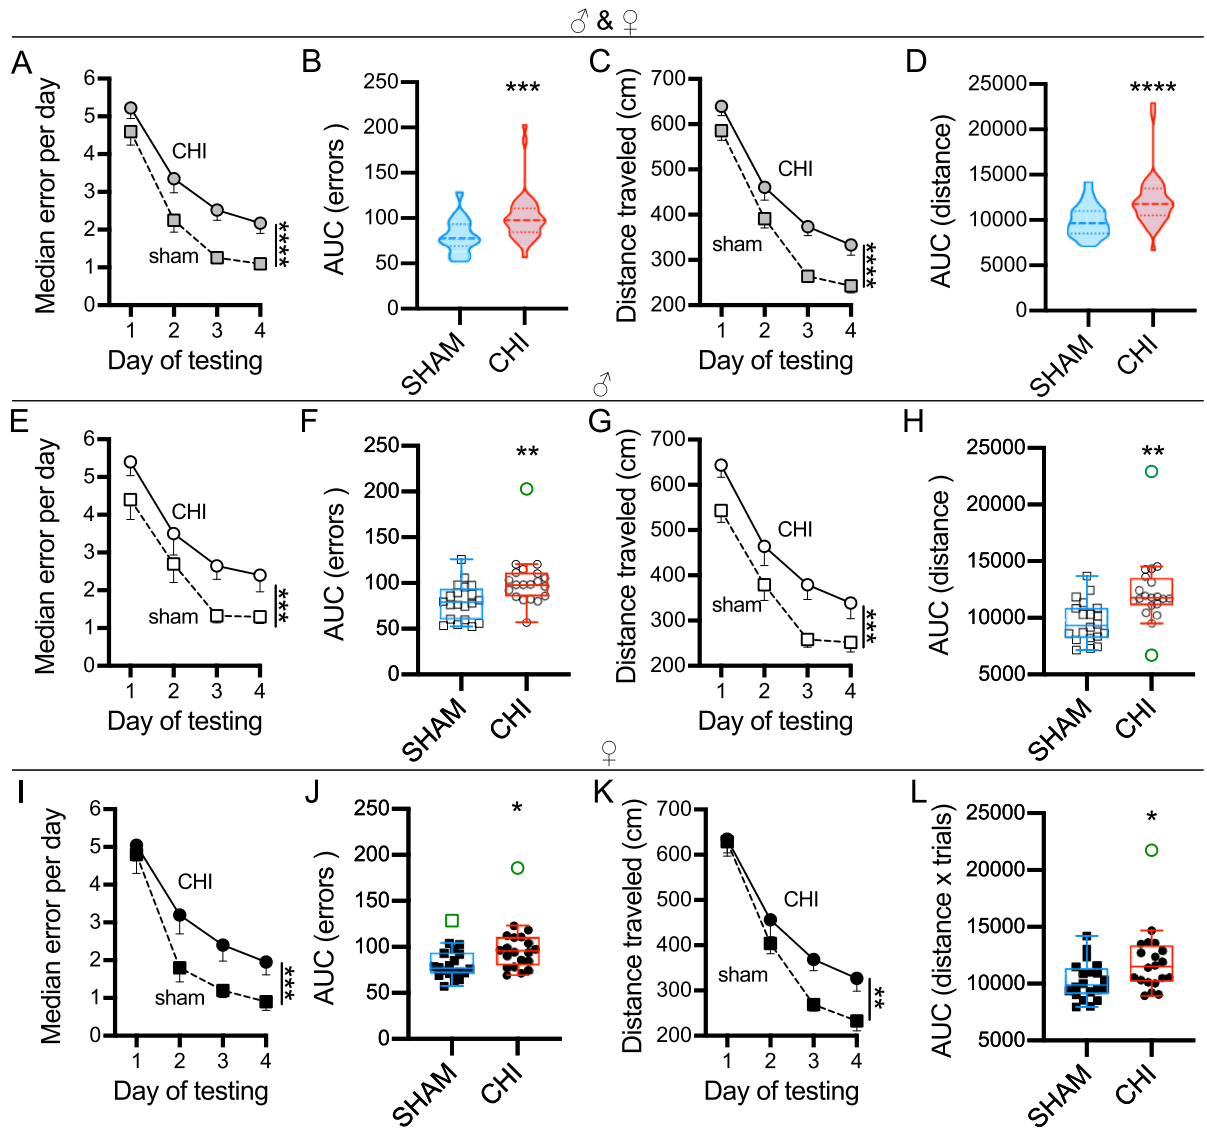 ♂ & ♀
A
Median error per day
6
5
4
3
2
1
0
CHI
sham
****
1 2 3 4
Day of testing
B
AUC (errors )
250
200
150
100
50
0
***
SHAM
CHI
C
Distance traveled (cm)
700
600
500
400
300
200
CHI
sham
****
1 2 3 4
Day of testing
D
AUC (distance)
25000
20000
15000
10000
5000
0
****
SHAM
CHI
♂
E
Median error per day
6
5
4
3
2
1
0
CHI
sham
***
1 2 3 4
Day of testing
F
AUC (errors )
250
200
150
100
50
0
**
SHAM
CHI
G
Distance traveled (cm)
700
600
500
400
300
200
CHI
sham
***
1 2 3 4
Day of testing
H
AUC (distance )
25000
20000
15000
10000
5000
**
SHAM
CHI
♀
I
Median error per day
6
5
4
3
2
1
0
CHI
sham
***
1 2 3 4
Day of testing
J
AUC (errors )
250
200
150
100
50
0
*
SHAM
CHI
K
Distance traveled (cm)
700
600
500
400
300
200
CHI
sham
**
1 2 3 4
Day of testing
L
AUC (distance x trials)
25000
20000
15000
10000
5000
*
SHAM
CHI